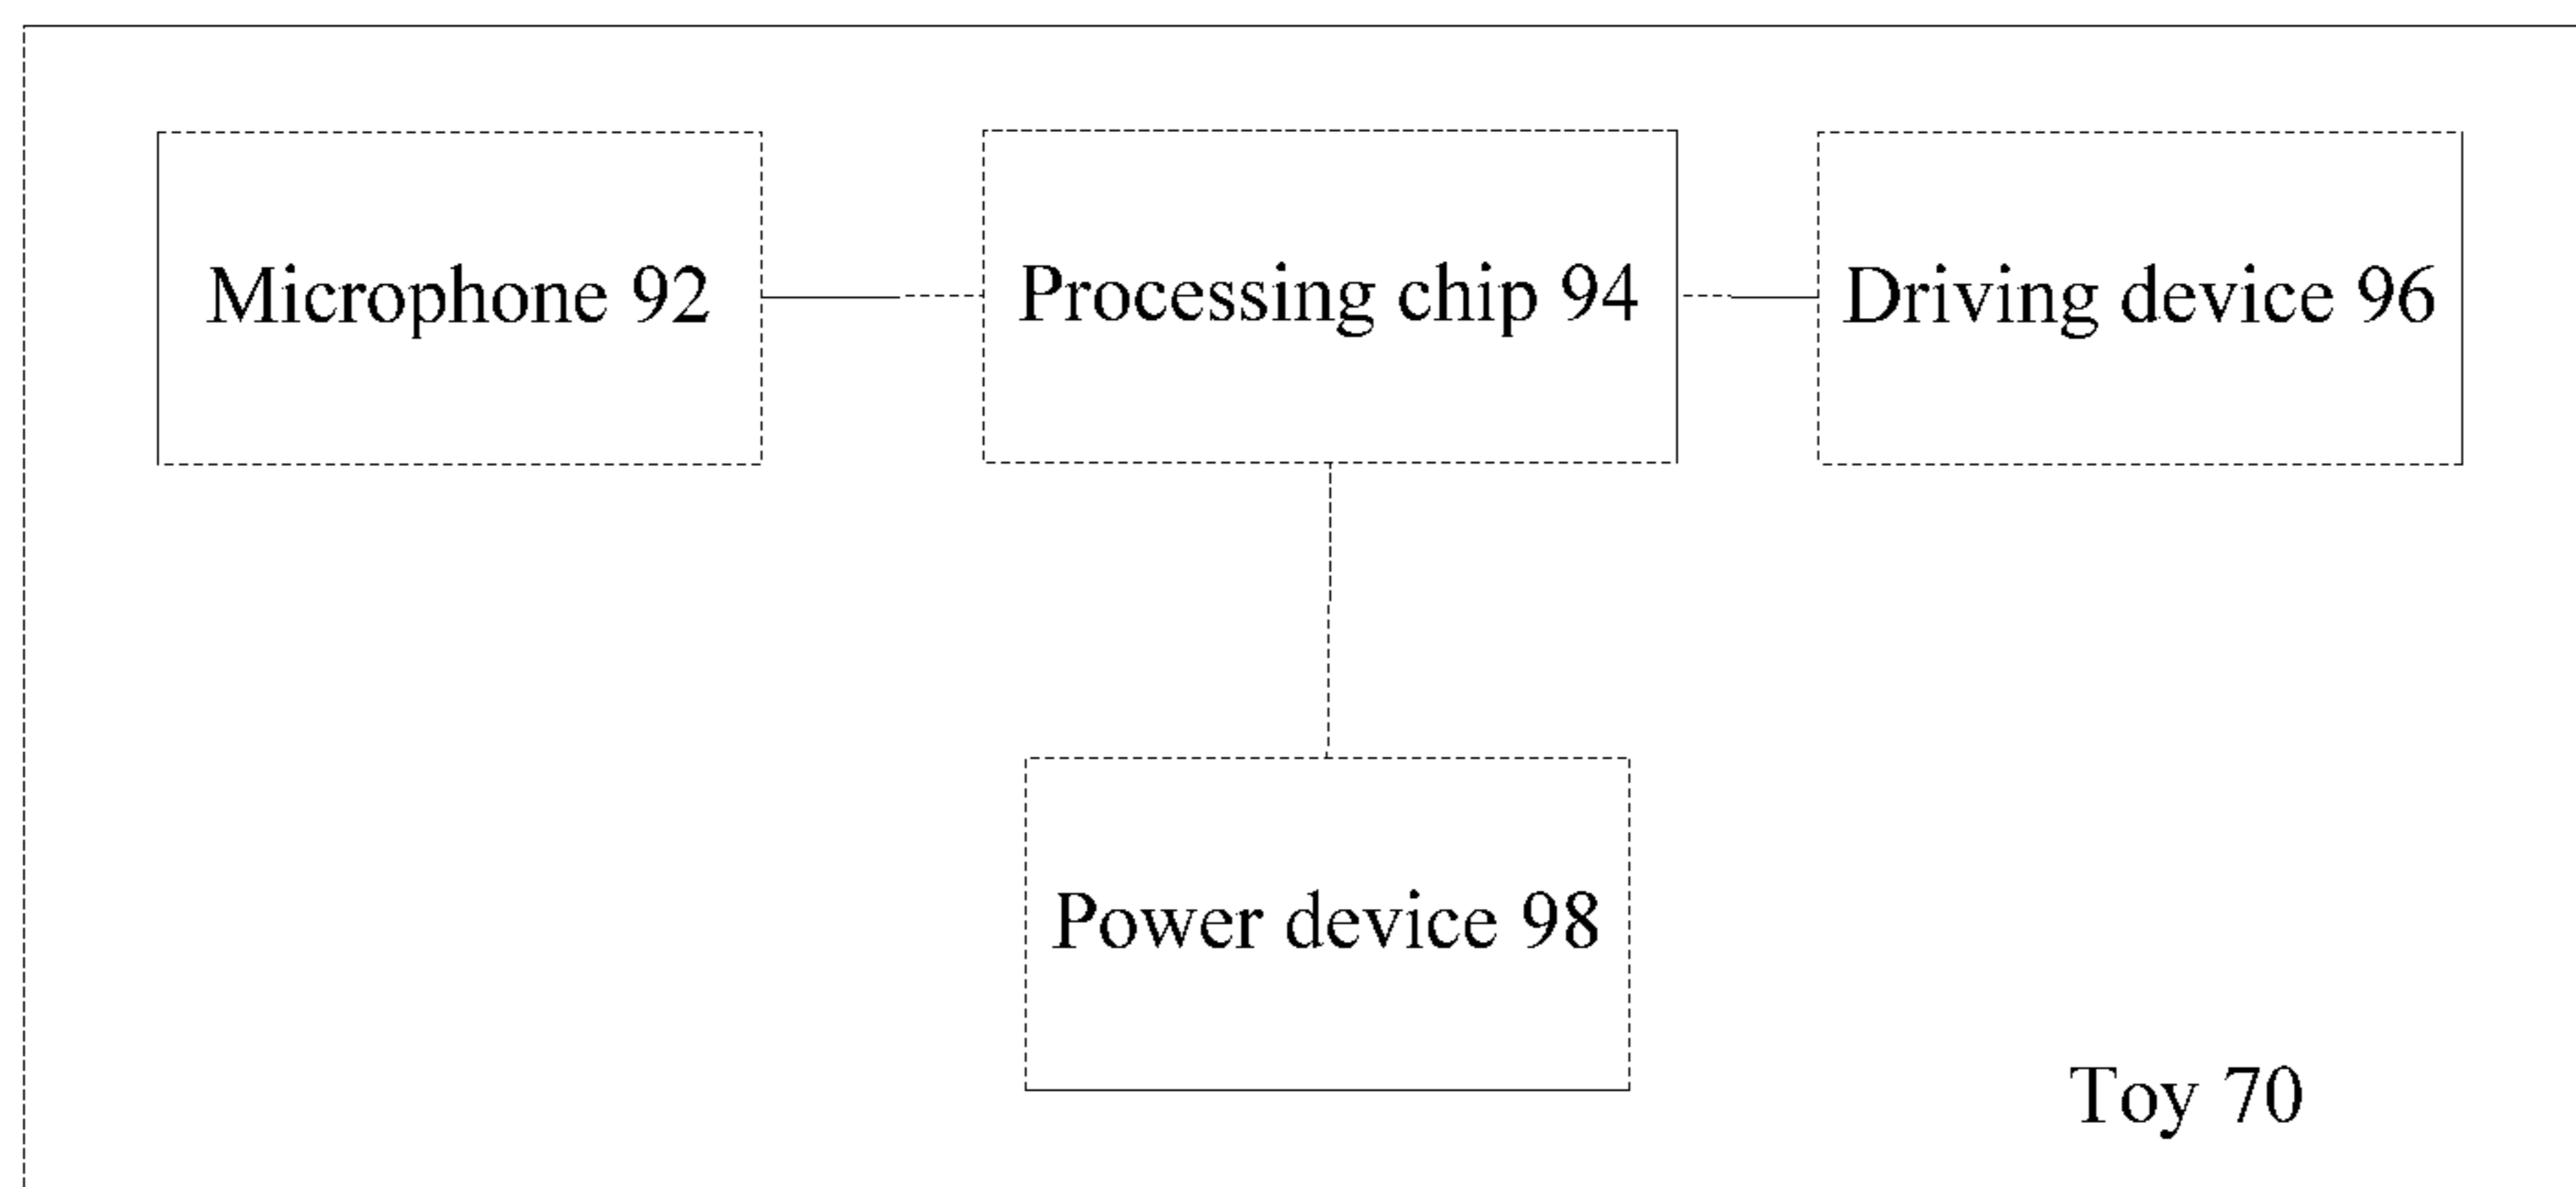 Microphone 92
Processing chip 94
Driving device 96
Power device 98
Toy 70